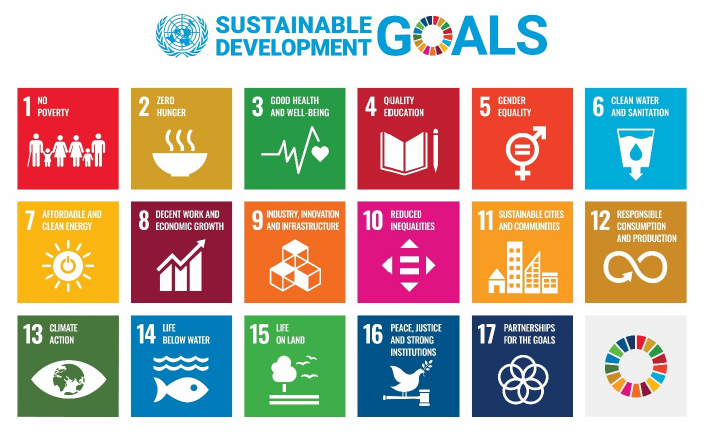 SUSTAINABLE
DEVELOPMENT
GOALS
1 NO
POVERTY
2 ZERO
HUNGER
3 GOOD HEALTH
AND WELL-BEING
4 QUALITY
EDUCATION
5 GENDER
EQUALITY
6 CLEAN WATER
AND SANITATION
7 AFFORDABLE AND
CLEAN ENERGY
8 DECENT WORK AND
ECONOMIC GROWTH
9 INDUSTRY, INNOVATION
AND INFRASTRUCTURE
10 REDUCED
INEQUALITIES
11 SUSTAINABLE CITIES
AND COMMUNITIES
12 RESPONSIBLE
CONSUMPTION
AND PRODUCTION
13 CLIMATE
ACTION
14 LIFE
BELOW WATER
15 LIFE
ON LAND
16 PEACE, JUSTICE
AND STRONG
INSTITUTIONS
17 PARTNERSHIPS
FOR THE GOALS